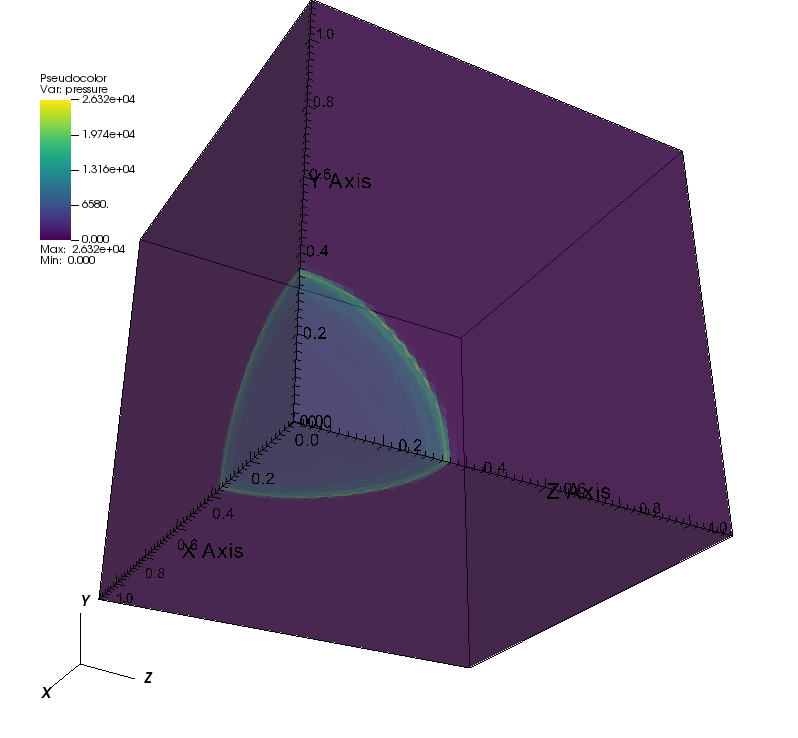 Pseudocolor
Var: pressure
2.632e+04
1.974e+04
1.316e+04
6580.
0.000
Max: 2.632e+04
Min: 0.000
1.0
0.8
0.6
Y Axis
0.4
0.2
0.0
0.2
0.4
Z Axis
0.8
1.0
0.2
0.4
0.6
X Axis
0.8
1.0
Y
Z
X